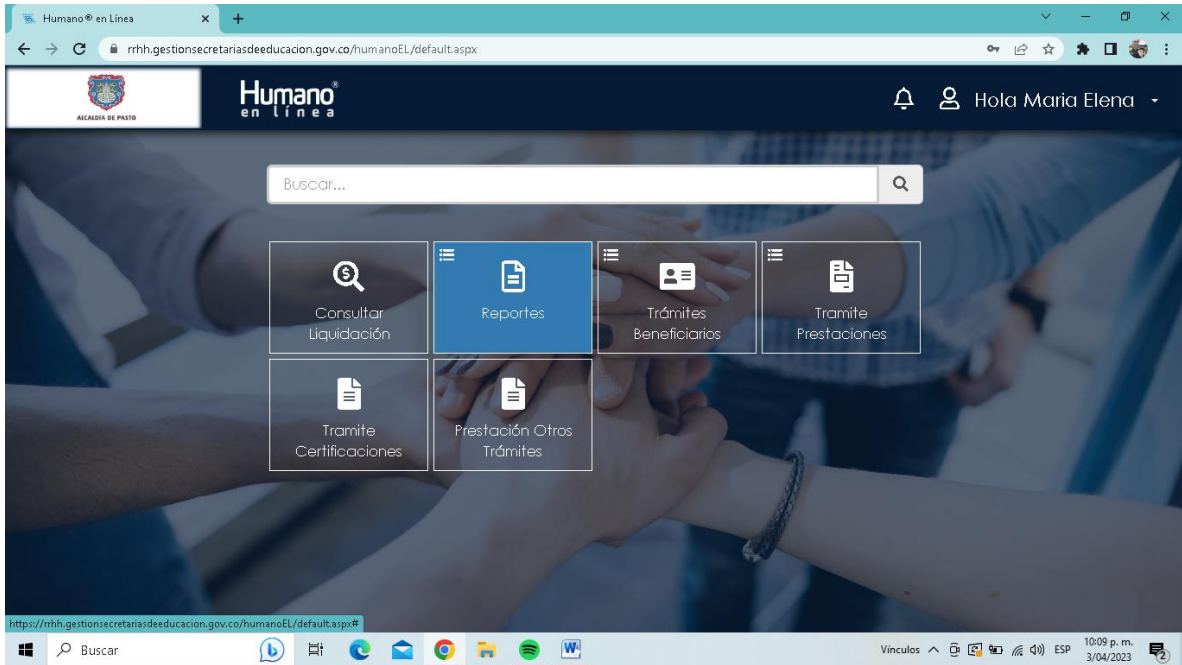 Humano® en Línea
rrhh.gestionsecretariasdeeducacion.gov.co/humanoEL/default.aspx
ALCALDIA DE PASTO
Humano®
en línea
Hola Maria Elena
Buscar...
Consultar
Liquidación
Reportes
Trámites
Beneficiarios
Tramite
Prestaciones
Tramite
Certificaciones
Prestación Otros
Trámites
https://rrhh.gestionsecretariasdeeducacion.gov.co/humanoEL/default.aspx#
Buscar
Vínculos
ESP
10:09 p. m.
3/04/2023
2